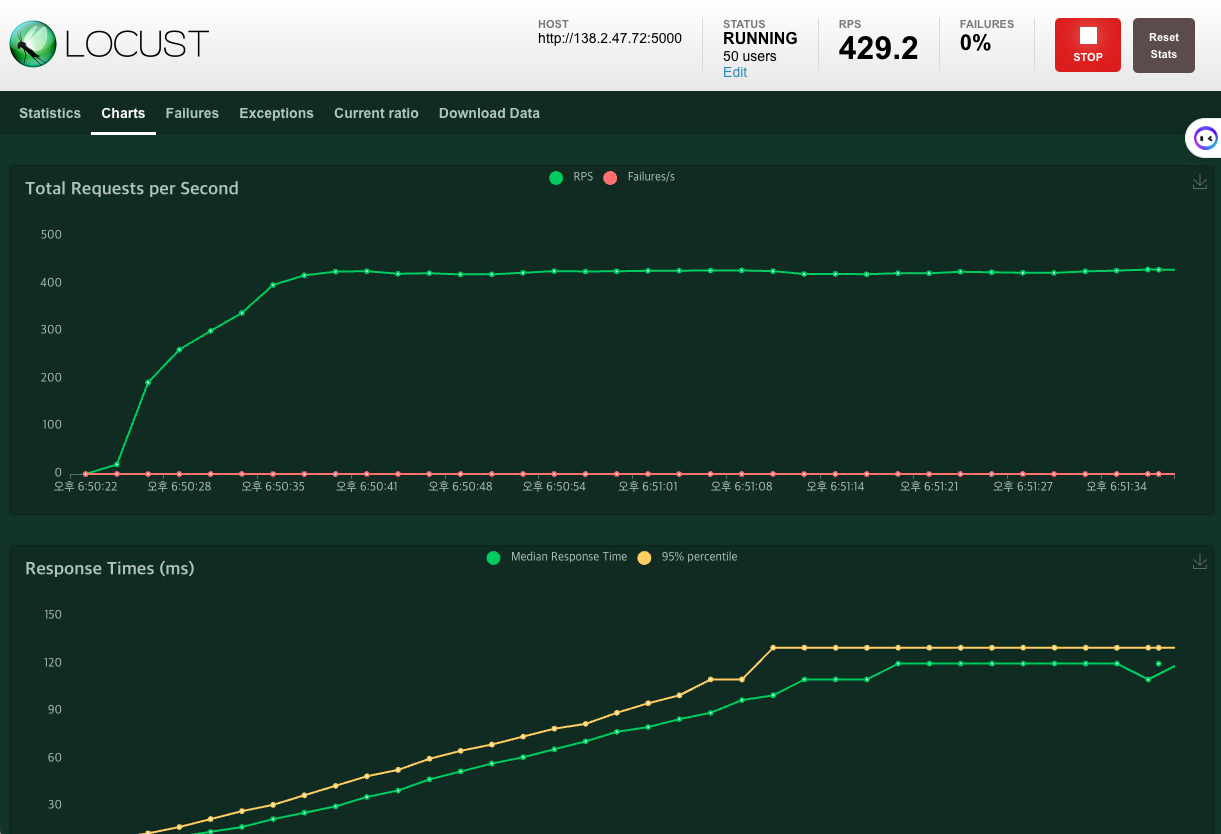 LOCUST
HOST
http://138.2.47.72:5000
STATUS
RUNNING
50 users
Edit
RPS
429.2
FAILURES
0%
STOP
Reset
Stats
Statistics Charts Failures Exceptions Current ratio Download Data
Total Requests per Second
RPS Failures/s
500
400
300
200
100
0
오후 6:50:22 오후 6:50:28 오후 6:50:35 오후 6:50:41 오후 6:50:48 오후 6:50:54 오후 6:51:01 오후 6:51:08 오후 6:51:14 오후 6:51:21 오후 6:51:27 오후 6:51:34
Response Times (ms)
Median Response Time 95% percentile
150
120
90
60
30